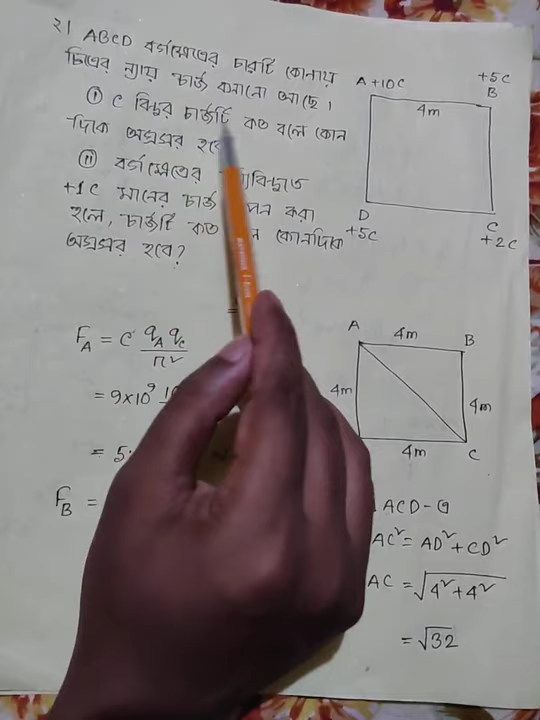 ২। ABCD বর্গক্ষেত্রের চারটি কোনায়
চিত্রের ন্যায় চার্জ বসানো আছে।
(i) C বিন্দুর চার্জটি কত বলে কোন
দিকে অগ্রসর হবে
(ii) বর্গক্ষেত্রের
+1C মানের চার্জ করা
হলে, চার্জটি কত কোনদিকে
অগ্রসর হবে?
A +10C
+5C
B
4m
D
+5C
C
+2C
F_A = C q_A q_C / r²
= 9×10⁹
= 5.
F_B =
A
4m
B
4m
4m
4m
C
ACD-এ
AC² = AD² + CD²
AC = √4²+4²
= √32